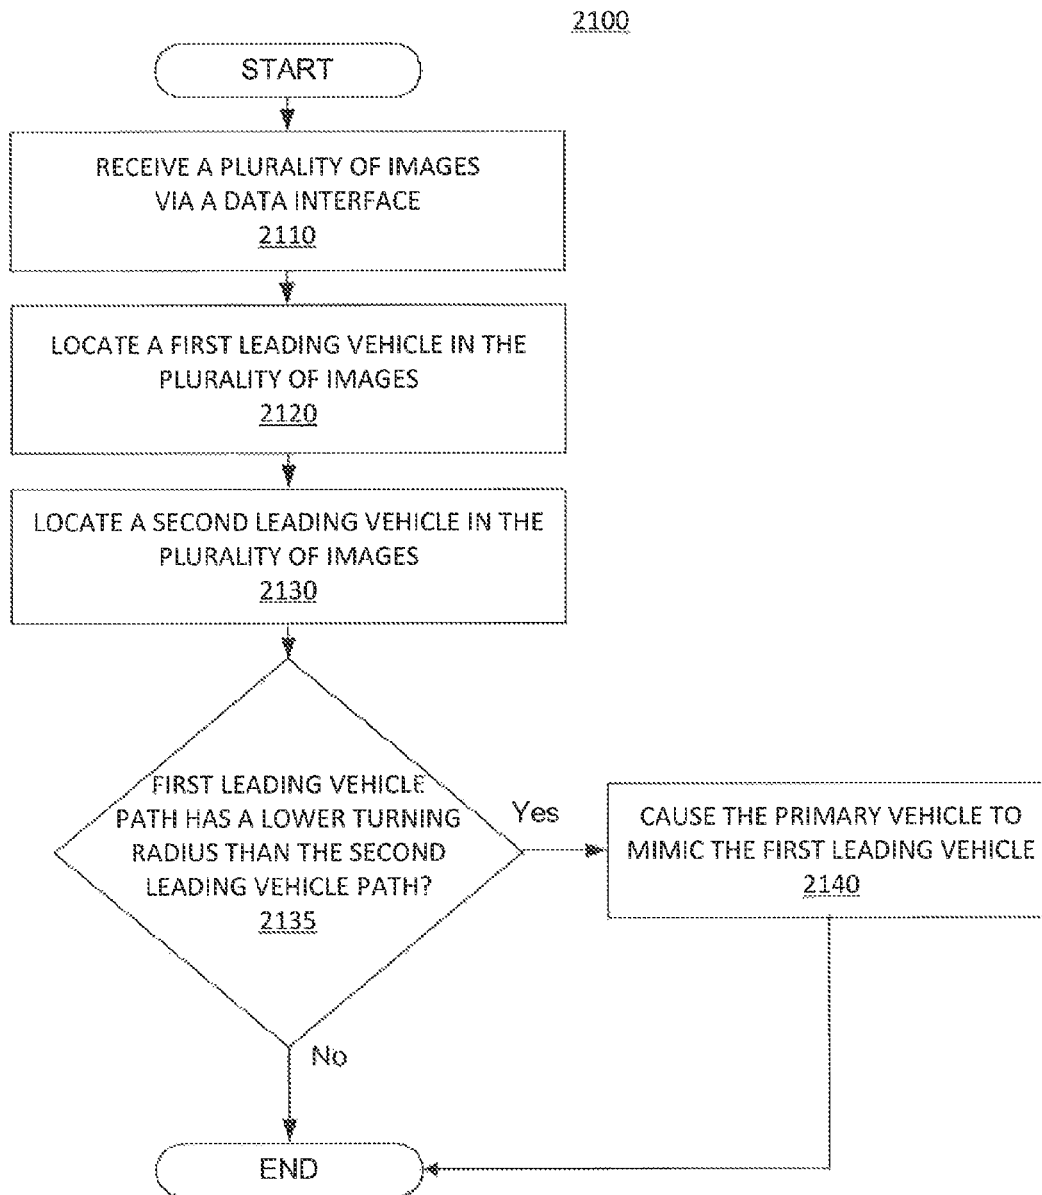 2100
START
RECEIVE A PLURALITY OF IMAGES
VIA A DATA INTERFACE
2110
LOCATE A FIRST LEADING VEHICLE IN THE
PLURALITY OF IMAGES
2120
LOCATE A SECOND LEADING VEHICLE IN THE
PLURALITY OF IMAGES
2130
FIRST LEADING VEHICLE
PATH HAS A LOWER TURNING
RADIUS THAN THE SECOND
LEADING VEHICLE PATH?
2135
Yes
CAUSE THE PRIMARY VEHICLE TO
MIMIC THE FIRST LEADING VEHICLE
2140
No
END